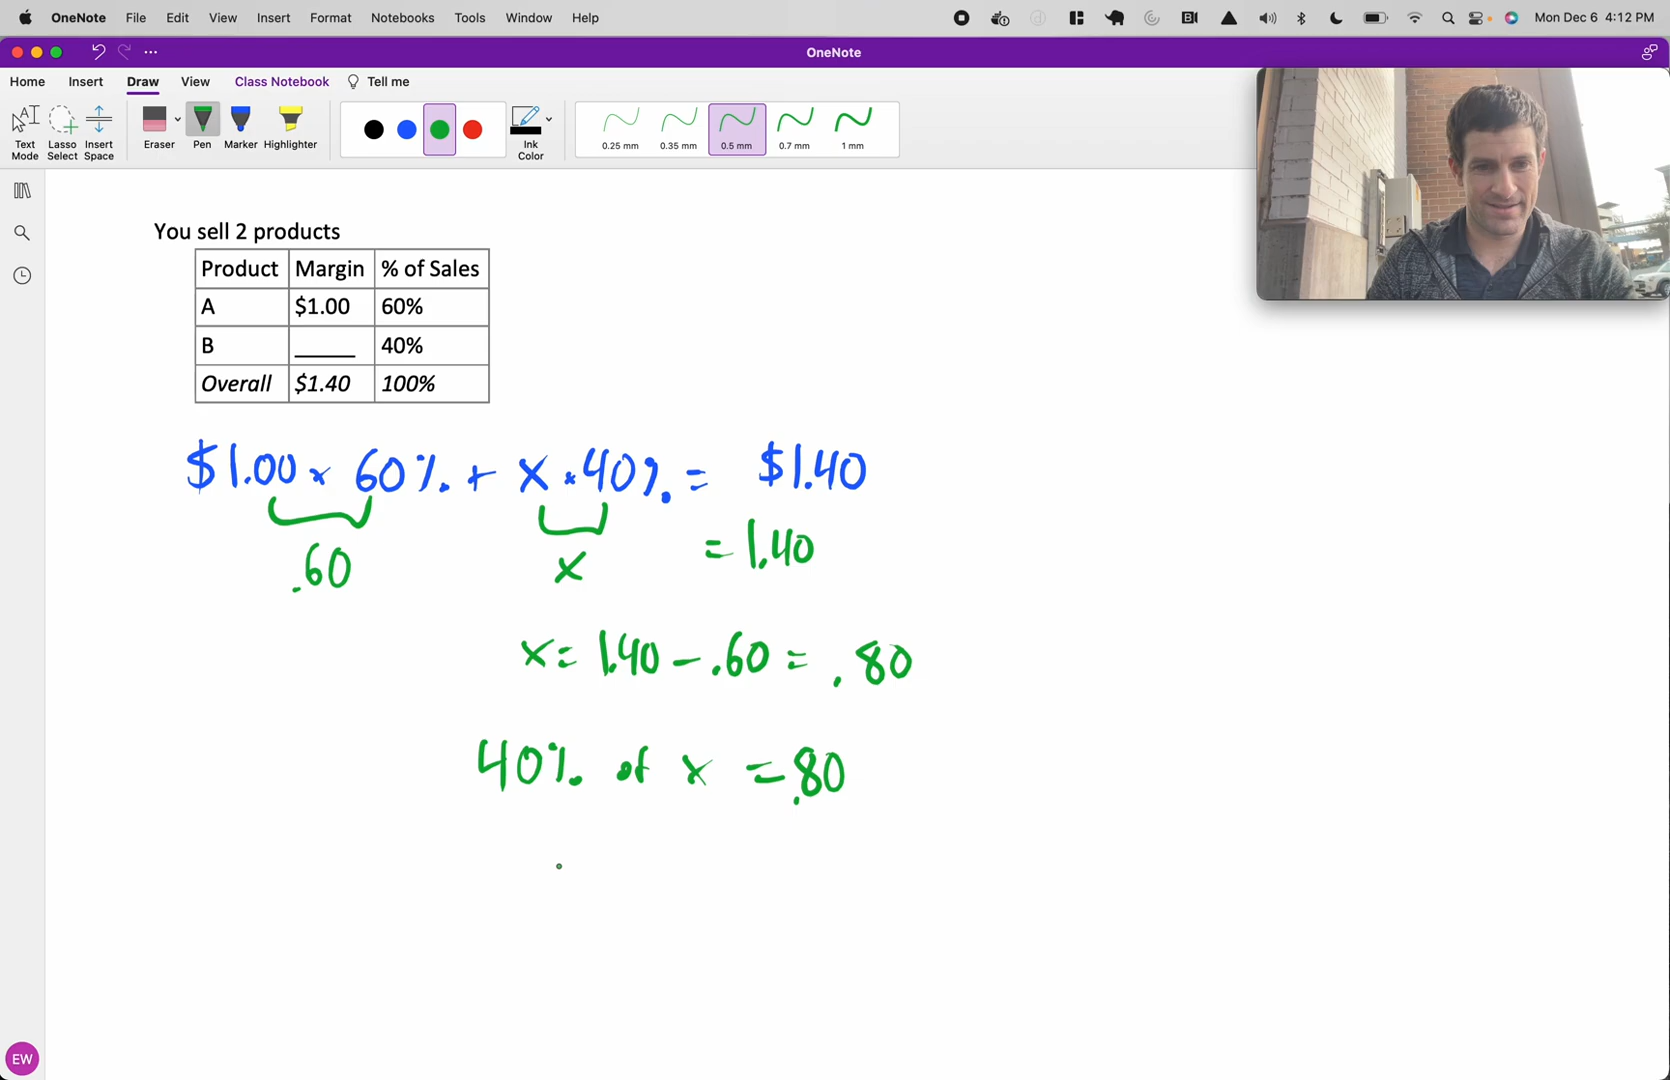 OneNote File Edit View Insert Format Notebooks Tools Window Help Mon Dec 6 4:12 PM
OneNote
Home Insert Draw View Class Notebook Tell me
Text Mode Lasso Select Insert Space Eraser Pen Marker Highlighter Ink Color 0.25 mm 0.35 mm 0.5 mm 0.7 mm 1 mm
You sell 2 products
Product Margin % of Sales
A $1.00 60%
B ______ 40%
Overall $1.40 100%
$1.00 x 60% + x x 40% = $1.40
.60 x = 1.40
x = 1.40 - .60 = .80
40% of x = .80
EW